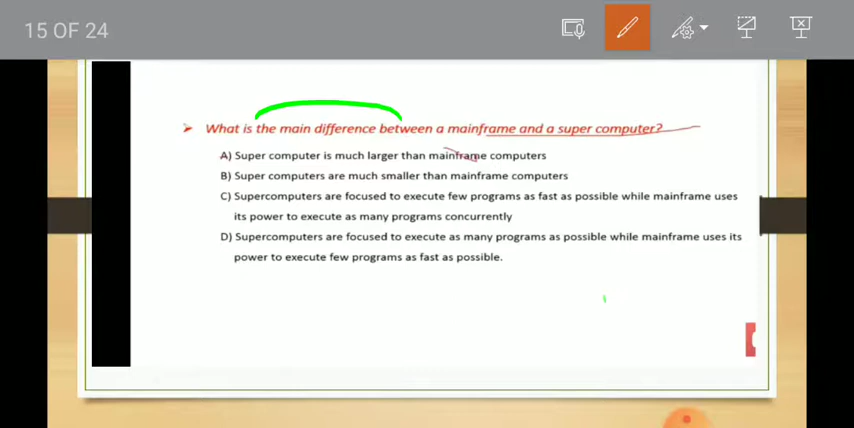 15 OF 24
➢ What is the main difference between a mainframe and a super computer?
A) Super computer is much larger than mainframe computers
B) Super computers are much smaller than mainframe computers
C) Supercomputers are focused to execute few programs as fast as possible while mainframe uses
its power to execute as many programs concurrently
D) Supercomputers are focused to execute as many programs as possible while mainframe uses its
power to execute few programs as fast as possible.